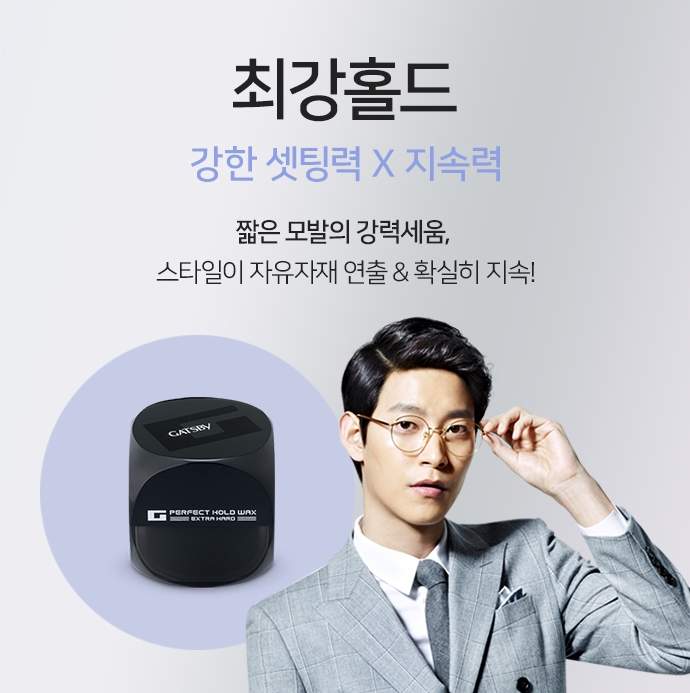 최강홀드
강한 셋팅력 X 지속력
짧은 모발의 강력세움,
스타일이 자유자재 연출 & 확실히 지속!
GATSBY
G PERFECT HOLD WAX
EXTRA HARD